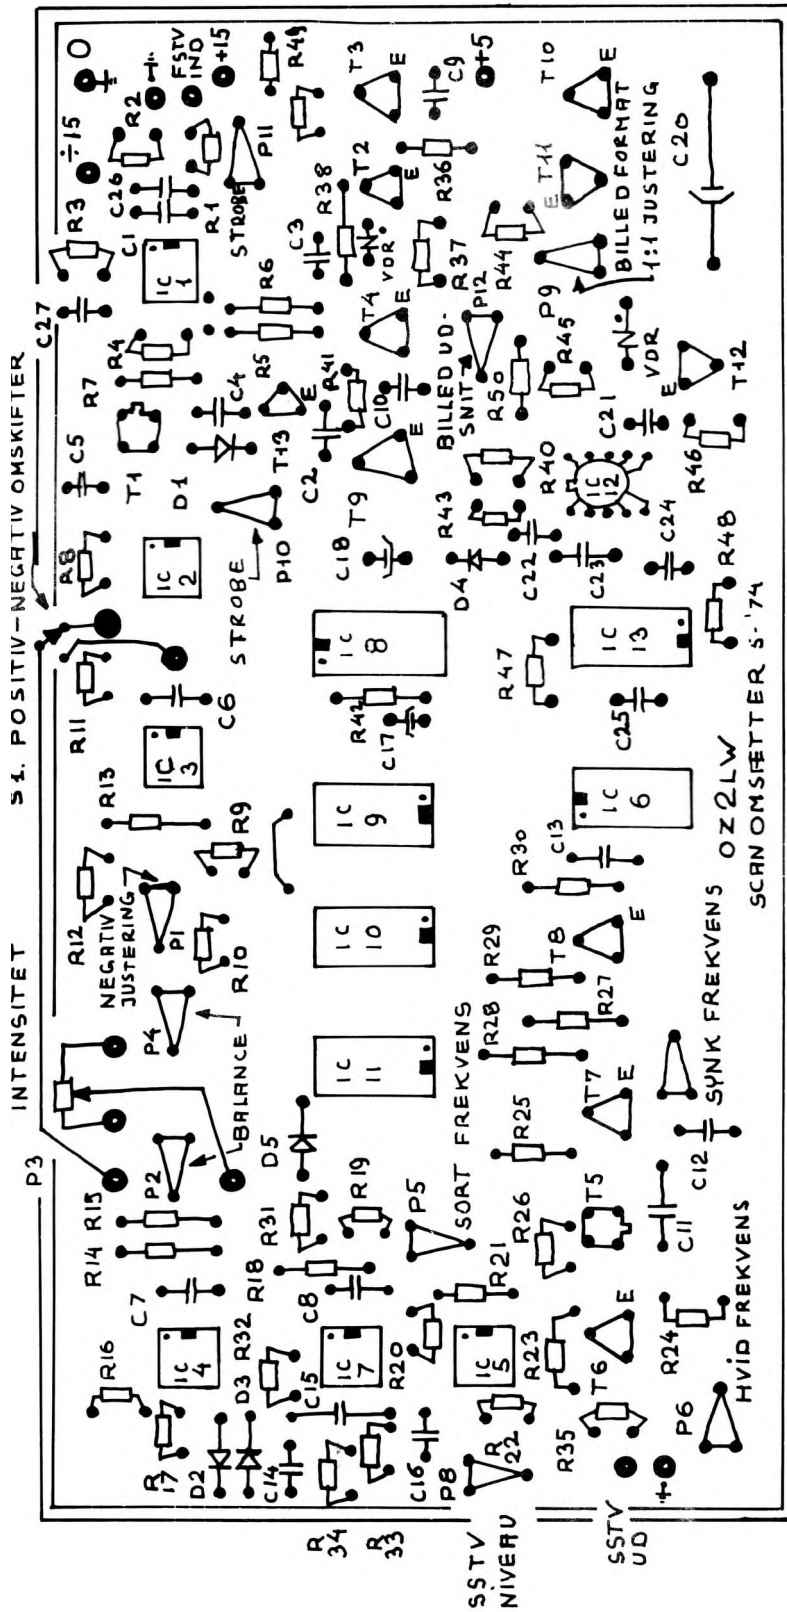 S1. POSITIV-NEGATIV OMSKIFTER
INTENSITET
P3
C27
R3
÷15
0
R2
FSTV
IND
+15
C26
C1
R1
R49
P11
STROBE
IC
1
R4
R7
C5
T1
D1
C4
R5
R6
T13
E
R8
IC
2
P10
STROBE
R11
C6
IC
3
R13
R12
R9
NEGATIV
JUSTERING
P1
R10
P4
BALANCE
P2
R15
R14
C7
IC
4
R16
R
17
D2
D3
R32
C14
C15
R
34
R
33
T3
E
C9
+5
T10
E
T2
E
R38
C3
VDR.
R36
R37
T4
E
R41
C2
C10
T9
E
C18
IC
8
R42
C17
IC
9
IC
10
IC
11
D5
R31
R19
R18
C8
IC
7
R20
C16
P8
SSTV
NIVEAU
P5
SORT FREKVENS
R21
IC
5
R
22
R23
P12
BILLED UD-
SNIT
R44
T11
E
P9
BILLEDFORMAT
1:1 JUSTERING
C20
R50
R45
VDR
T12
E
R46
C21
IC
12
R40
R43
D4
C22
C23
C24
R48
R47
IC
13
C25
IC
6
C13
R30
T8
E
R29
R28
R27
T7
E
R25
R26
T5
C11
C12
SYNK FREKVENS
T6
E
R24
R35
P6
HVID FREKVENS
SSTV
UD
OZ2LW
SCAN OMSÆTTER S-'74